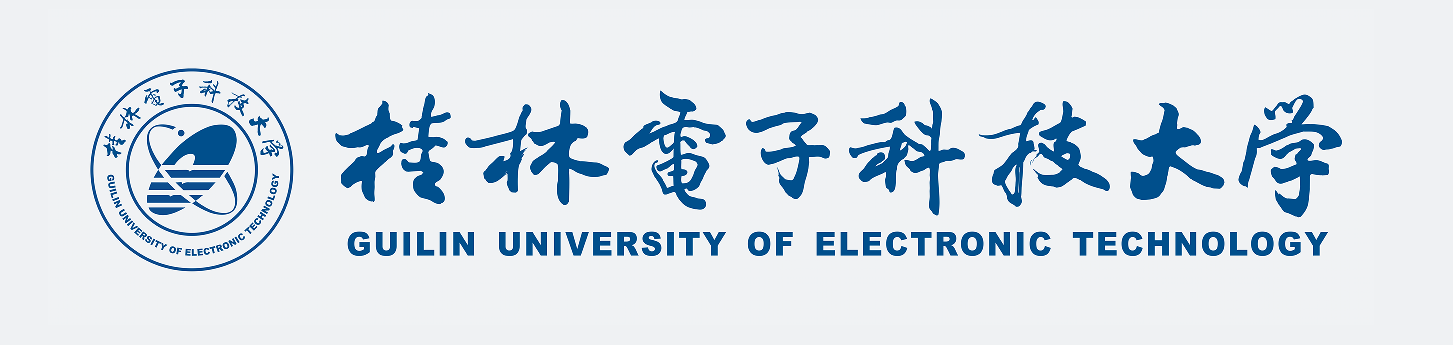 桂林電子科技大学
GUILIN UNIVERSITY OF ELECTRONIC TECHNOLOGY
桂林電子科技大学
GUILIN UNIVERSITY OF ELECTRONIC TECHNOLOGY